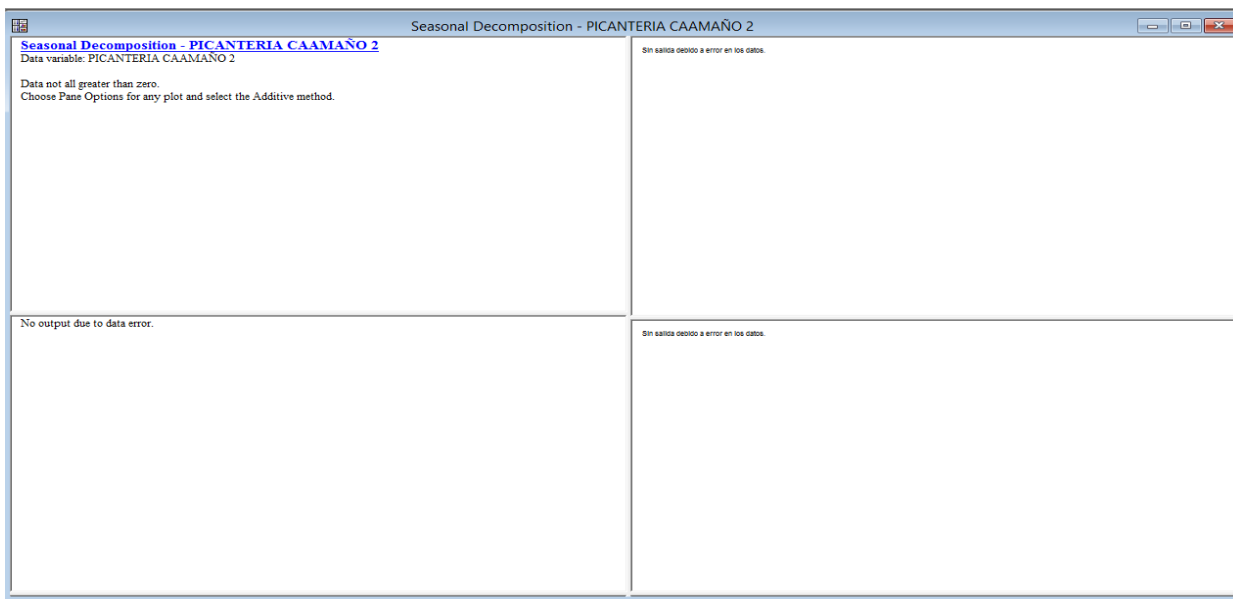 Seasonal Decomposition - PICANTERIA CAAMAÑO 2
Seasonal Decomposition - PICANTERIA CAAMAÑO 2
Data variable: PICANTERIA CAAMAÑO 2
Data not all greater than zero.
Choose Pane Options for any plot and select the Additive method.
Sin salida debido a error en los datos.
No output due to data error.
Sin salida debido a error en los datos.